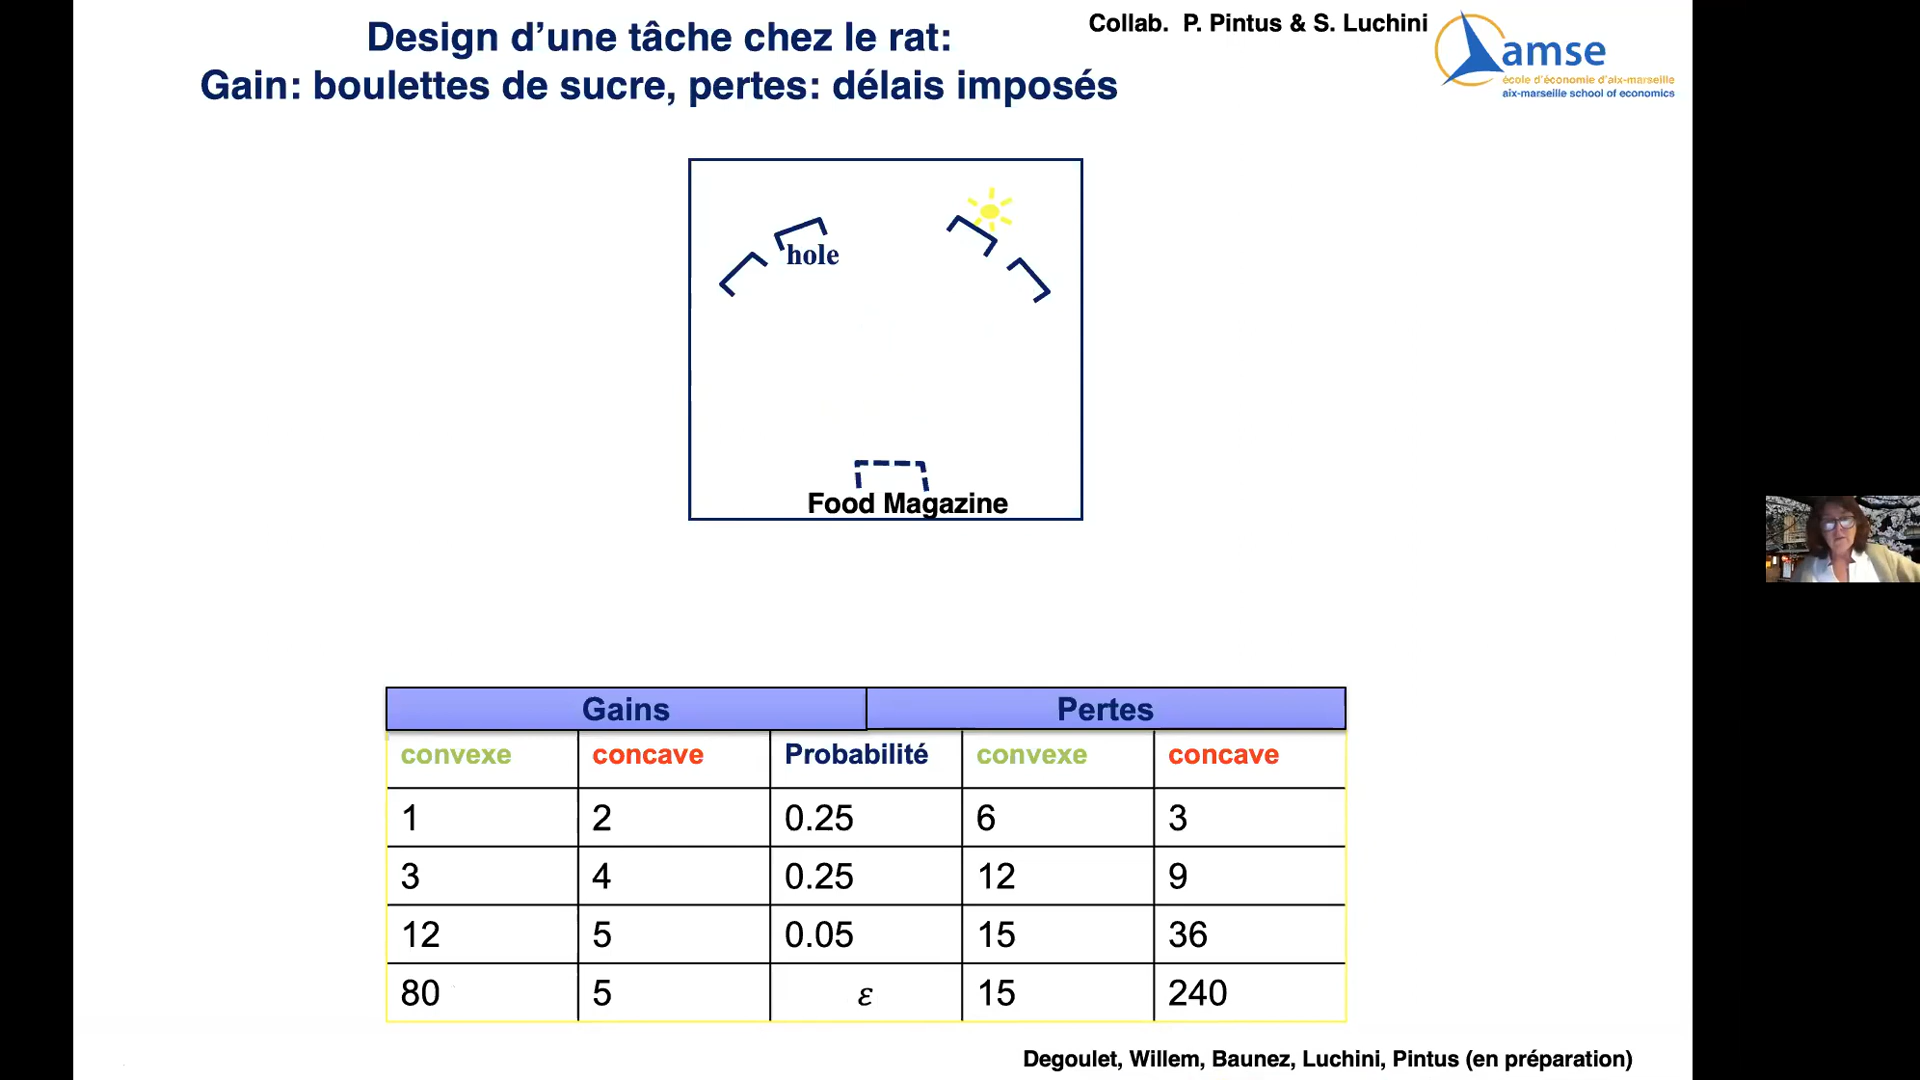 Design d’une tâche chez le rat:
Gain: boulettes de sucre, pertes: délais imposés
Collab. P. Pintus & S. Luchini
amse
école d'économie d'aix-marseille
aix-marseille school of economics
hole
Food Magazine
Gains Pertes
convexe concave Probabilité convexe concave
1 2 0.25 6 3
3 4 0.25 12 9
12 5 0.05 15 36
80 5 ε 15 240
Degoulet, Willem, Baunez, Luchini, Pintus (en préparation)